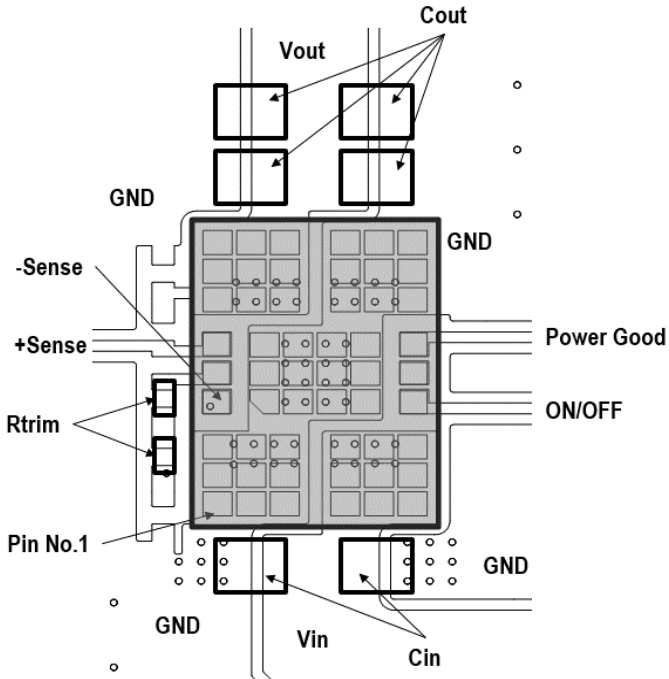 Cout
Vout
GND
GND
-Sense
+Sense
Power Good
ON/OFF
Rtrim
Pin No.1
GND
GND
Vin
Cin